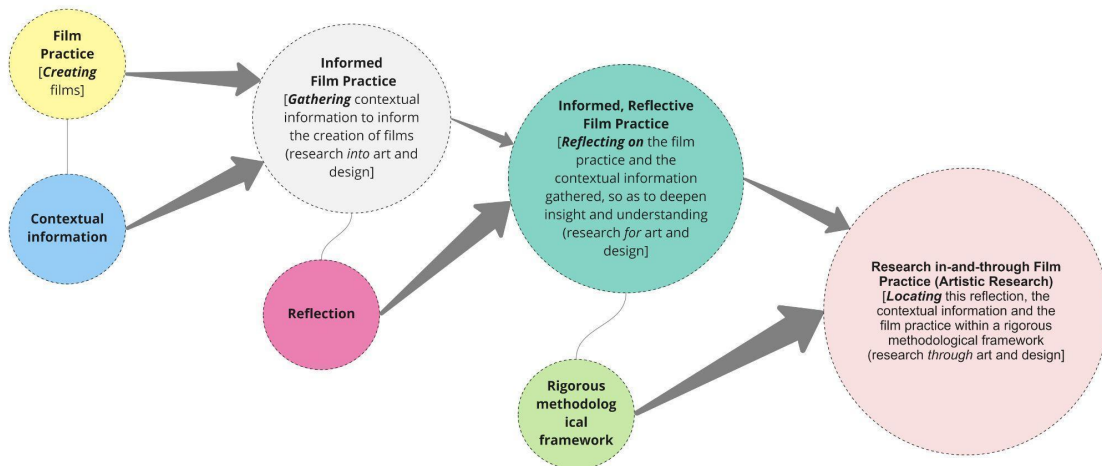 Film
Practice
[Creating
films]
Contextual
information
Informed
Film Practice
[Gathering contextual
information to inform
the creation of films
(research into art and
design]
Reflection
Informed, Reflective
Film Practice
[Reflecting on the film
practice and the
contextual information
gathered, so as to deepen
insight and understanding
(research for art and
design]
Rigorous
methodolog
ical
framework
Research in-and-through Film
Practice (Artistic Research)
[Locating this reflection, the
contextual information and the
film practice within a rigorous
methodological framework
(research through art and design]